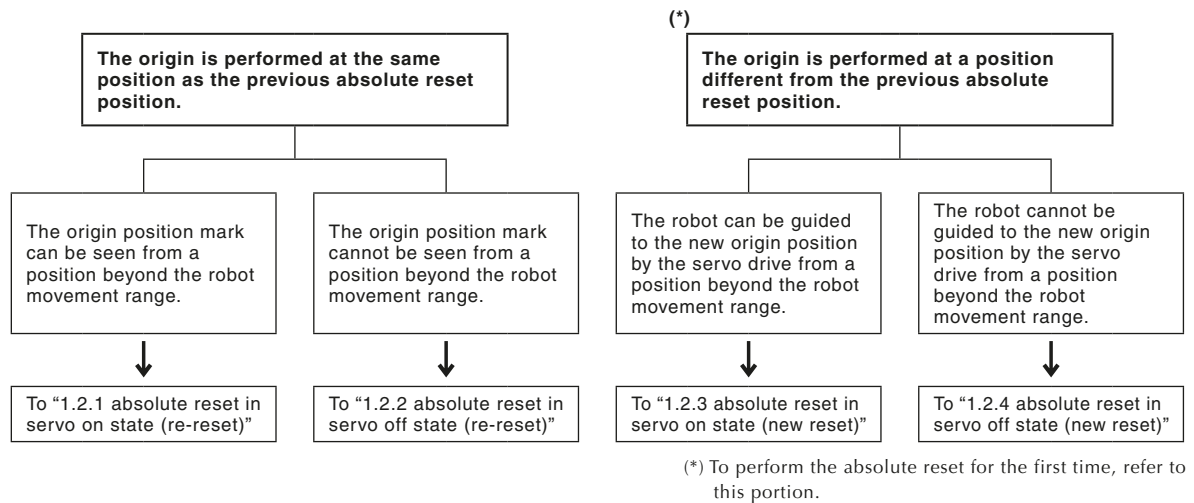 (*)
The origin is performed at the same
position as the previous absolute reset
position.
The origin is performed at a position
different from the previous absolute
reset position.
The origin position mark
can be seen from a
position beyond the robot
movement range.
The origin position mark
cannot be seen from a
position beyond the robot
movement range.
The robot can be guided
to the new origin position
by the servo drive from a
position beyond the robot
movement range.
The robot cannot be
guided to the new origin
position by the servo
drive from a position
beyond the robot
movement range.
To “1.2.1 absolute reset in
servo on state (re-reset)”
To “1.2.2 absolute reset in
servo off state (re-reset)”
To “1.2.3 absolute reset in
servo on state (new reset)”
To “1.2.4 absolute reset in
servo off state (new reset)”
(*) To perform the absolute reset for the first time, refer to
this portion.